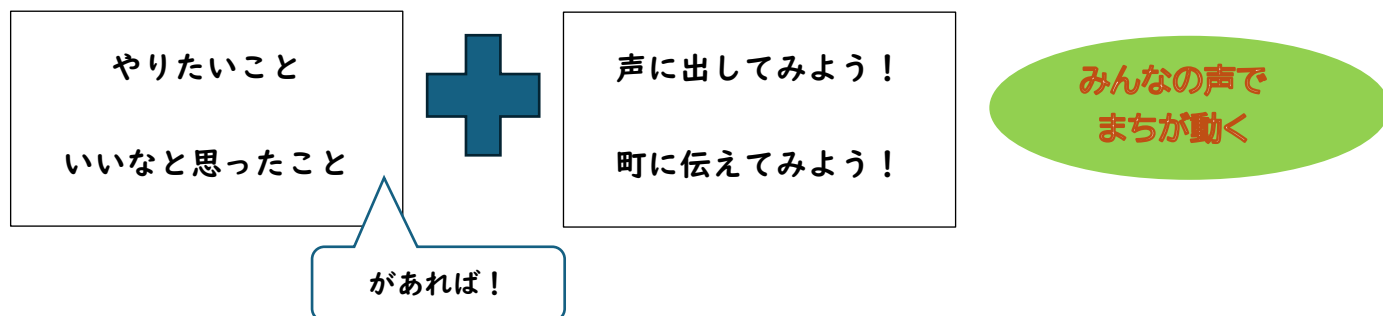 やりたいこと
いいなと思ったこと
があれば！
声に出してみよう！
町に伝えてみよう！
みんなの声で
まちが動く